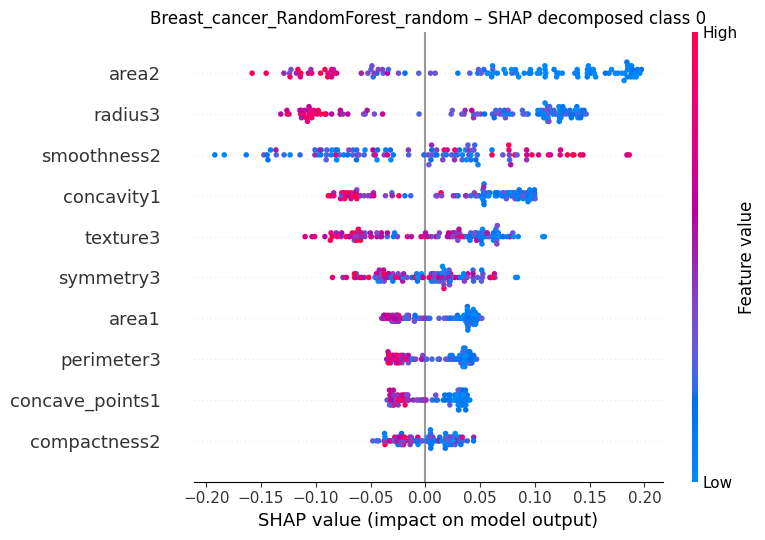 Breast_cancer_RandomForest_random – SHAP decomposed class 0
High
area2
radius3
smoothness2
concavity1
texture3
symmetry3
area1
perimeter3
concave_points1
compactness2
Feature value
Low
−0.20 −0.15 −0.10 −0.05 0.00 0.05 0.10 0.15 0.20
SHAP value (impact on model output)